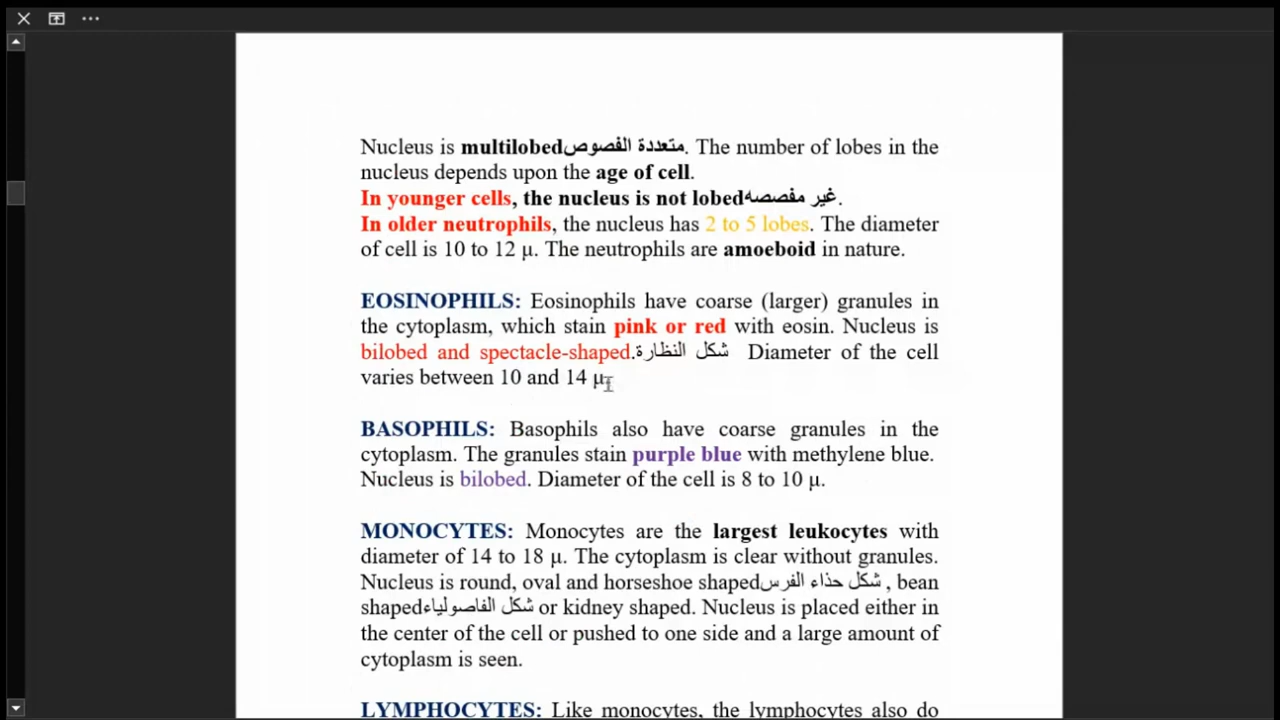 Nucleus is multilobedمتعددة الفصوص. The number of lobes in the
nucleus depends upon the age of cell.
In younger cells, the nucleus is not lobedغير مفصصه.
In older neutrophils, the nucleus has 2 to 5 lobes. The diameter
of cell is 10 to 12 µ. The neutrophils are amoeboid in nature.
EOSINOPHILS: Eosinophils have coarse (larger) granules in
the cytoplasm, which stain pink or red with eosin. Nucleus is
bilobed and spectacle-shaped.شكل النظارة Diameter of the cell
varies between 10 and 14 µ.
BASOPHILS: Basophils also have coarse granules in the
cytoplasm. The granules stain purple blue with methylene blue.
Nucleus is bilobed. Diameter of the cell is 8 to 10 µ.
MONOCYTES: Monocytes are the largest leukocytes with
diameter of 14 to 18 µ. The cytoplasm is clear without granules.
Nucleus is round, oval and horseshoe shapedشكل حذاء الفرس , bean
shapedشكل الفاصولياء or kidney shaped. Nucleus is placed either in
the center of the cell or pushed to one side and a large amount of
cytoplasm is seen.
LYMPHOCYTES: Like monocytes, the lymphocytes also do